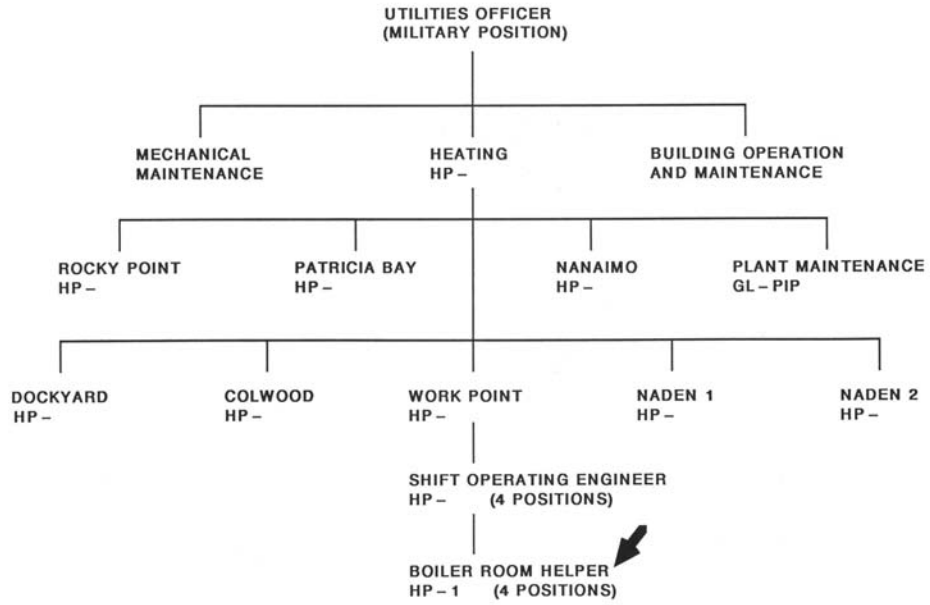 UTILITIES OFFICER
(MILITARY POSITION)
MECHANICAL
MAINTENANCE
HEATING
HP –
BUILDING OPERATION
AND MAINTENANCE
ROCKY POINT
HP –
PATRICIA BAY
HP –
NANAIMO
HP –
PLANT MAINTENANCE
GL – PIP
DOCKYARD
HP –
COLWOOD
HP –
WORK POINT
HP –
NADEN 1
HP –
NADEN 2
HP –
SHIFT OPERATING ENGINEER
HP – (4 POSITIONS)
BOILER ROOM HELPER
HP – 1 (4 POSITIONS)